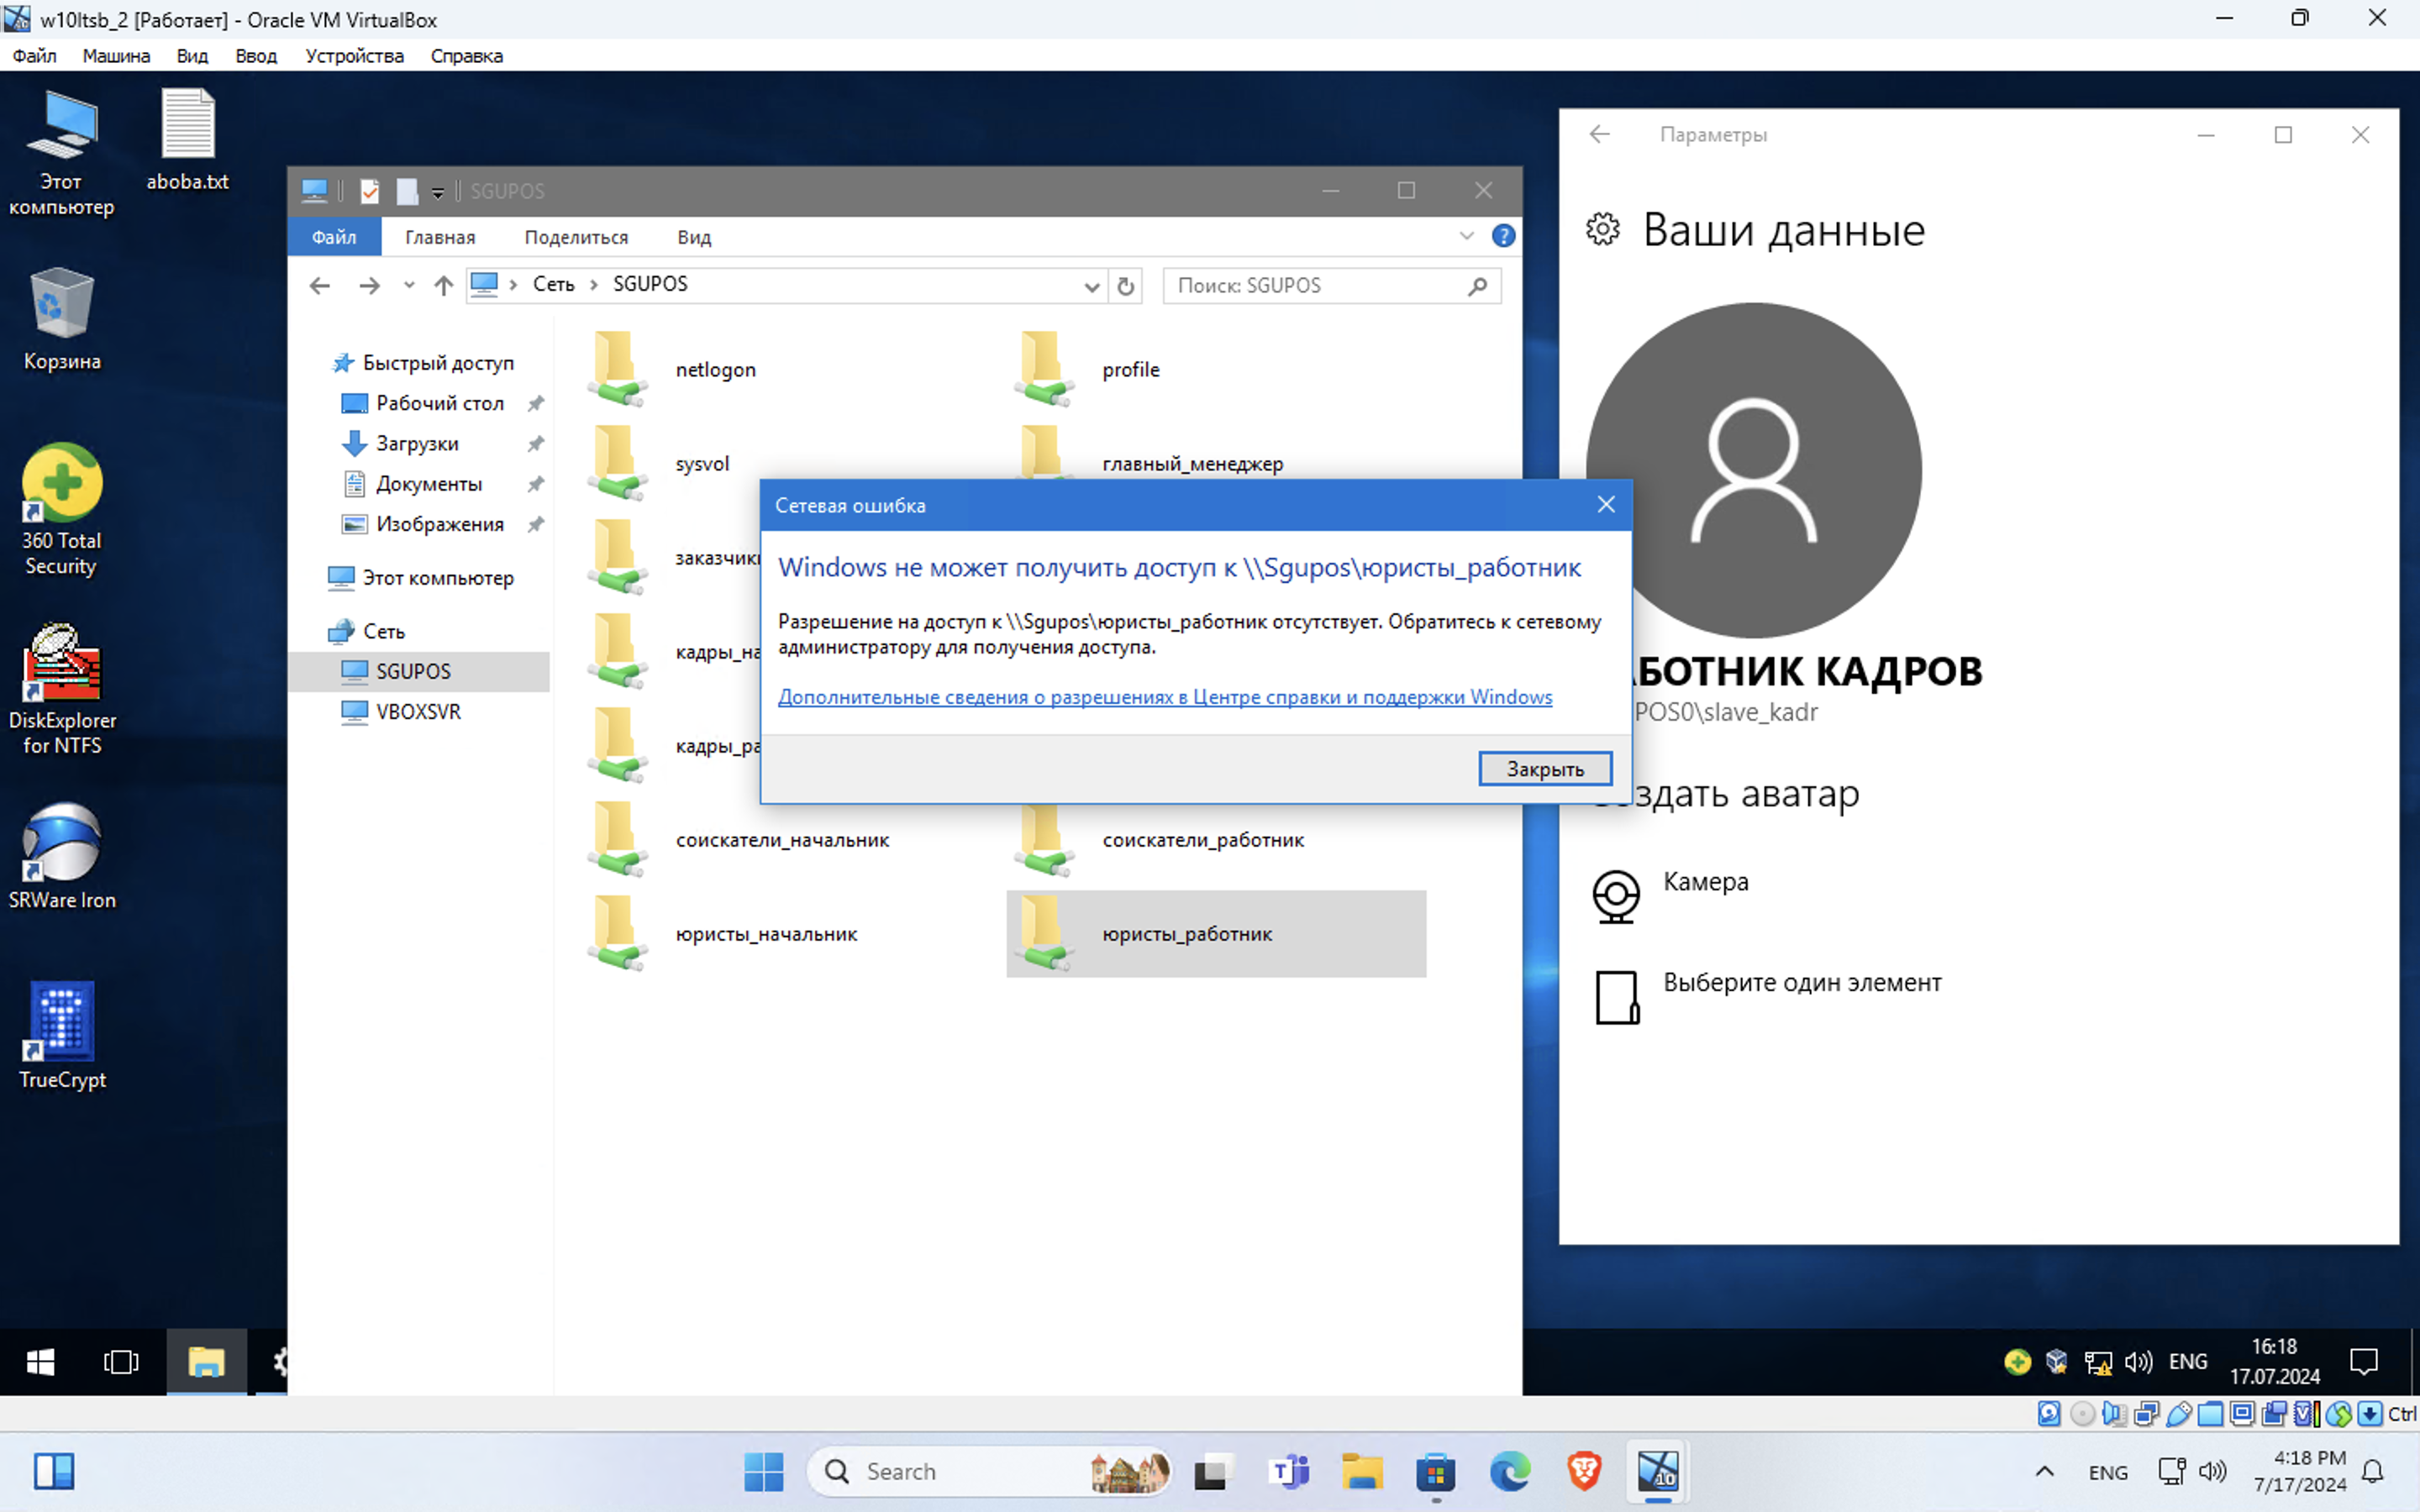 w10ltsb_2 [Работает] - Oracle VM VirtualBox
Файл Машина Вид Ввод Устройства Справка
Этот компьютер
aboba.txt
Корзина
360 Total Security
DiskExplorer for NTFS
SRWare Iron
TrueCrypt
SGUPOS
Файл Главная Поделиться Вид
Сеть SGUPOS
Поиск: SGUPOS
Быстрый доступ
Рабочий стол
Загрузки
Документы
Изображения
Этот компьютер
Сеть
SGUPOS
VBOXSVR
netlogon
profile
sysvol
главный_менеджер
заказчики
кадры_на
кадры_ра
соискатели_начальник
соискатели_работник
юристы_начальник
юристы_работник
Сетевая ошибка
Windows не может получить доступ к \\Sgupos\юристы_работник
Разрешение на доступ к \\Sgupos\юристы_работник отсутствует. Обратитесь к сетевому
администратору для получения доступа.
Дополнительные сведения о разрешениях в Центре справки и поддержки Windows
Закрыть
Параметры
Ваши данные
АБОТНИК КАДРОВ
POS0\slave_kadr
оздать аватар
Камера
Выберите один элемент
ENG
16:18
17.07.2024
Ctrl
Search
ENG
4:18 PM
7/17/2024